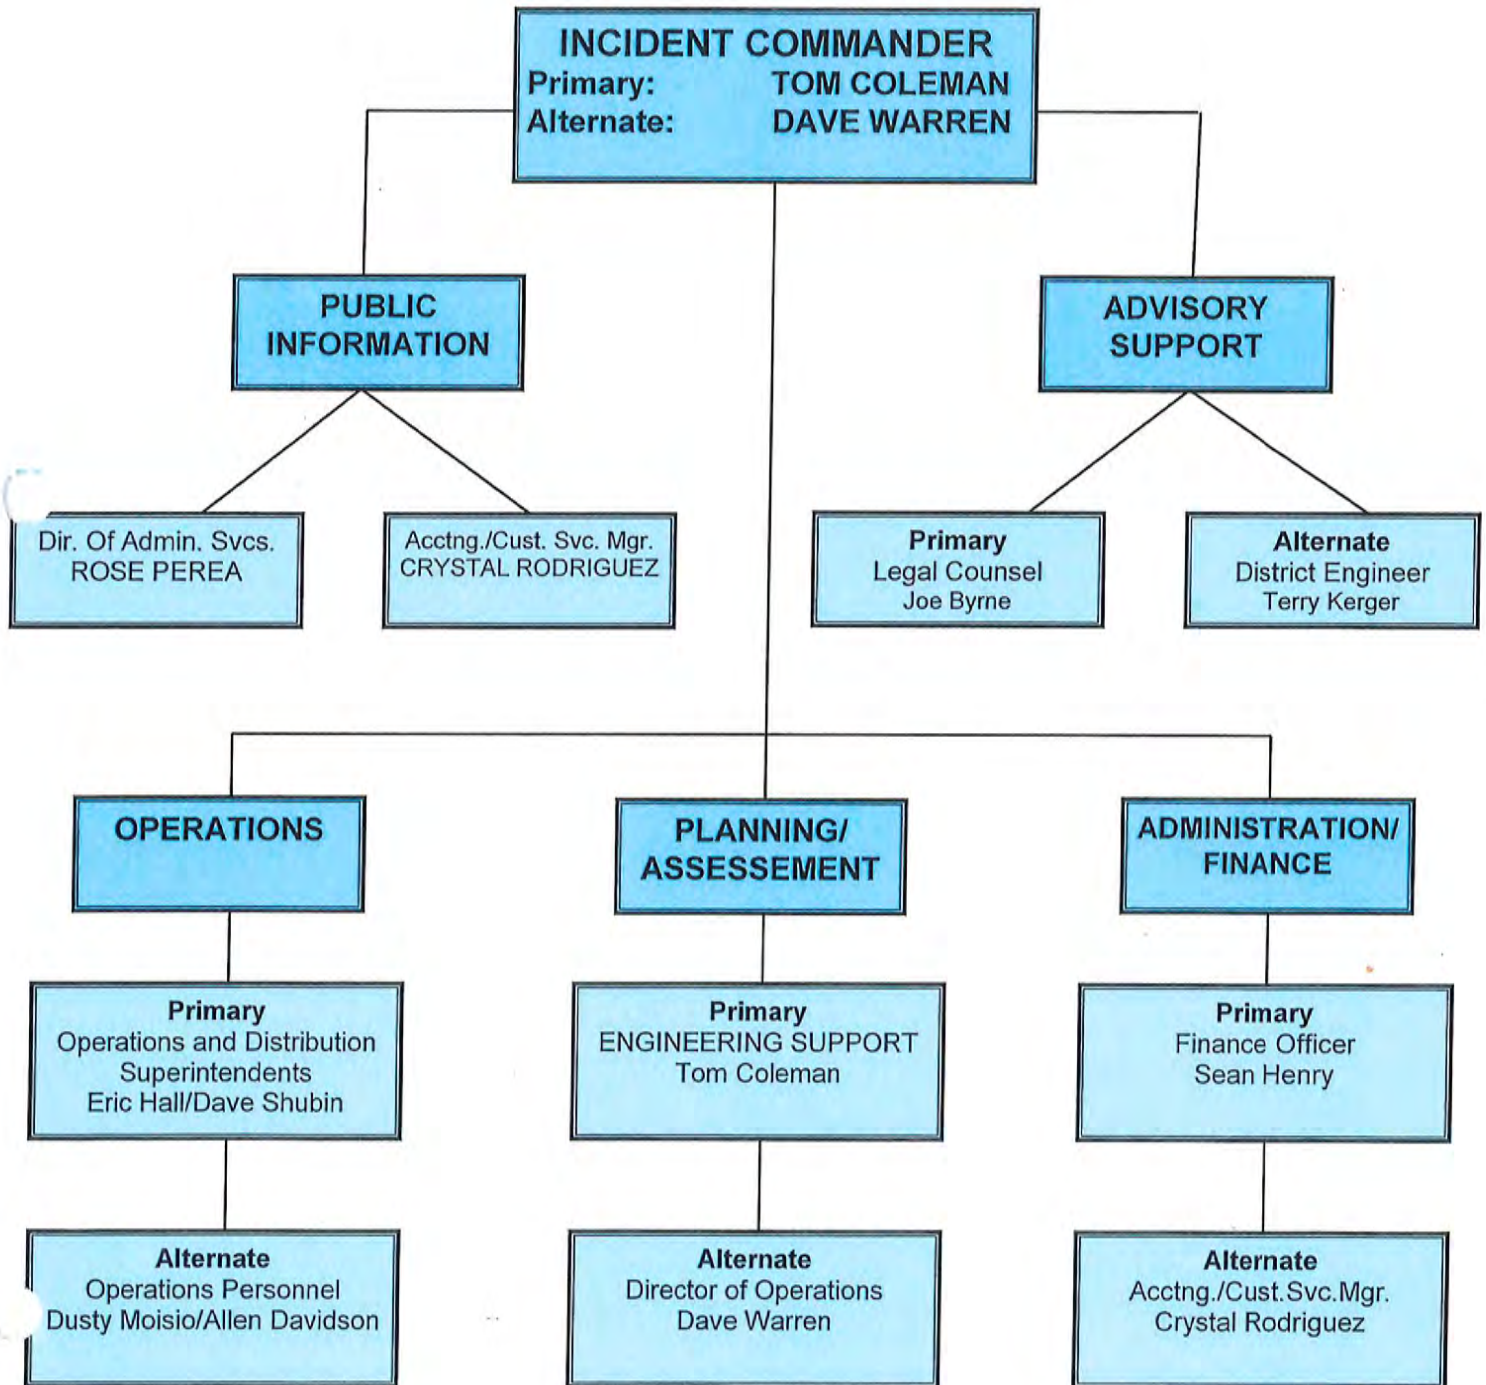 INCIDENT COMMANDER
Primary: TOM COLEMAN
Alternate: DAVE WARREN
PUBLIC
INFORMATION
ADVISORY
SUPPORT
Dir. Of Admin. Svcs.
ROSE PEREA
Acctng./Cust. Svc. Mgr.
CRYSTAL RODRIGUEZ
Primary
Legal Counsel
Joe Byrne
Alternate
District Engineer
Terry Kerger
OPERATIONS
PLANNING/
ASSESSEMENT
ADMINISTRATION/
FINANCE
Primary
Operations and Distribution
Superintendents
Eric Hall/Dave Shubin
Primary
ENGINEERING SUPPORT
Tom Coleman
Primary
Finance Officer
Sean Henry
Alternate
Operations Personnel
Dusty Moisio/Allen Davidson
Alternate
Director of Operations
Dave Warren
Alternate
Acctng./Cust.Svc.Mgr.
Crystal Rodriguez